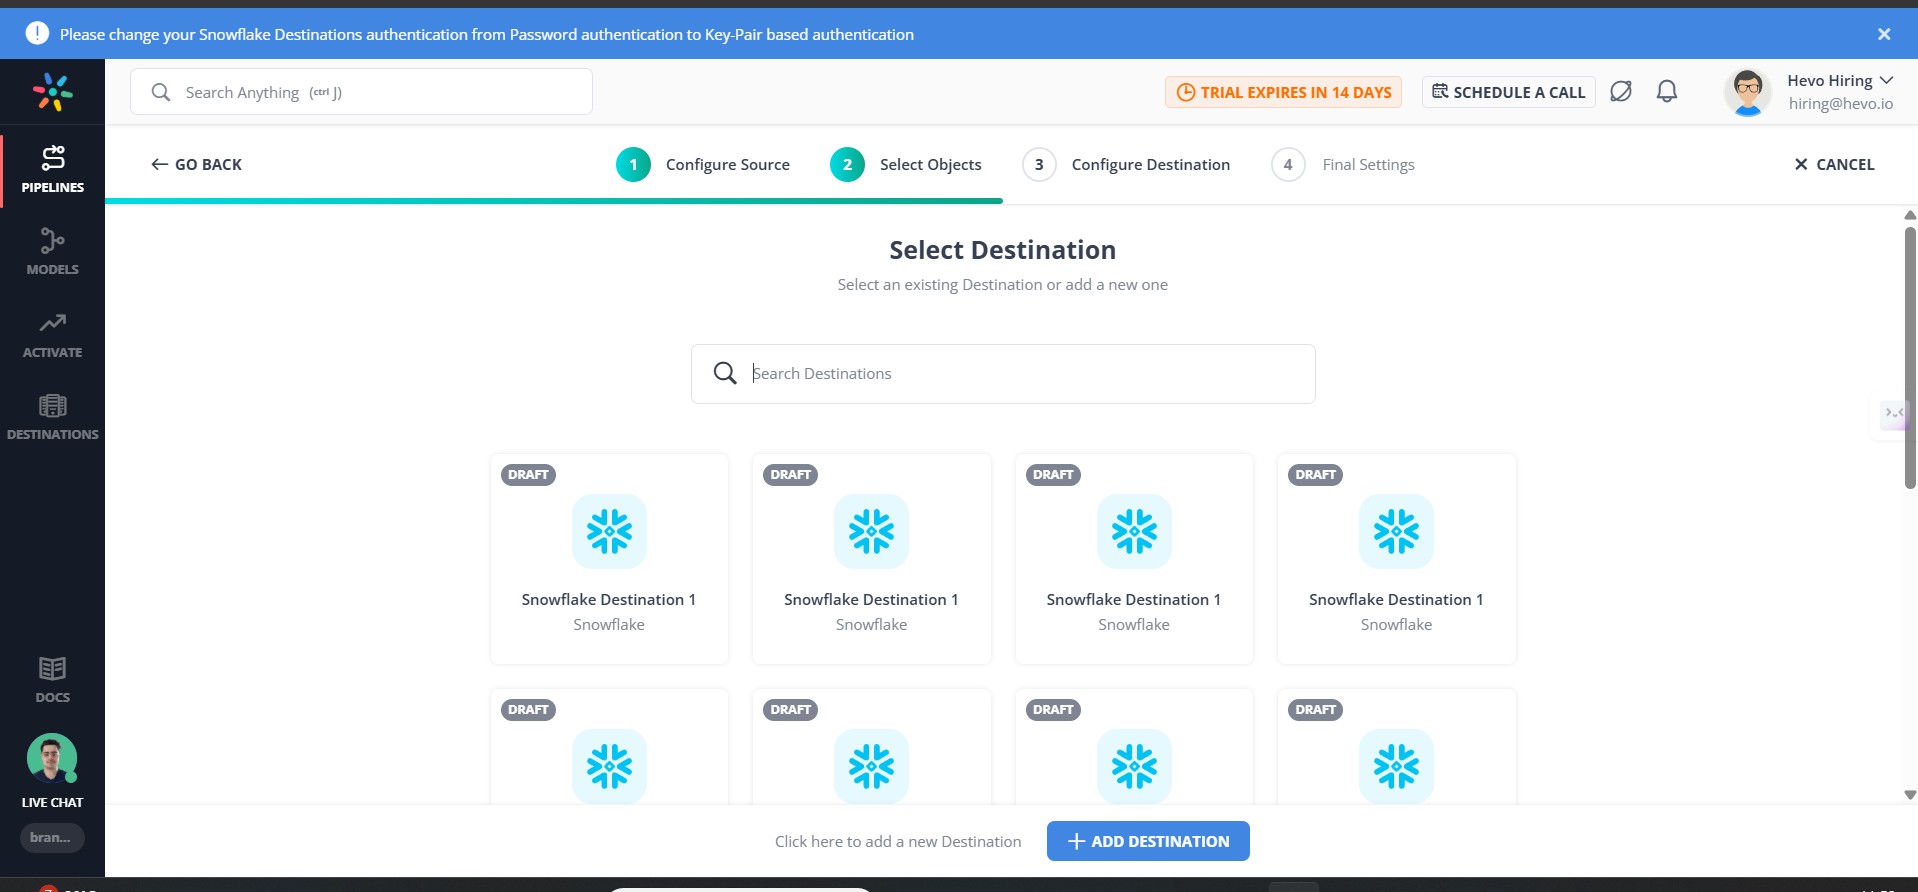 Please change your Snowflake Destinations authentication from Password authentication to Key-Pair based authentication
Search Anything (ctrl J)
TRIAL EXPIRES IN 14 DAYS
SCHEDULE A CALL
Hevo Hiring
hiring@hevo.io
PIPELINES
MODELS
ACTIVATE
DESTINATIONS
DOCS
LIVE CHAT
bran...
GO BACK
1 Configure Source
2 Select Objects
3 Configure Destination
4 Final Settings
CANCEL
Select Destination
Select an existing Destination or add a new one
Search Destinations
DRAFT
Snowflake Destination 1
Snowflake
DRAFT
Snowflake Destination 1
Snowflake
DRAFT
Snowflake Destination 1
Snowflake
DRAFT
Snowflake Destination 1
Snowflake
DRAFT
DRAFT
DRAFT
DRAFT
Click here to add a new Destination
ADD DESTINATION